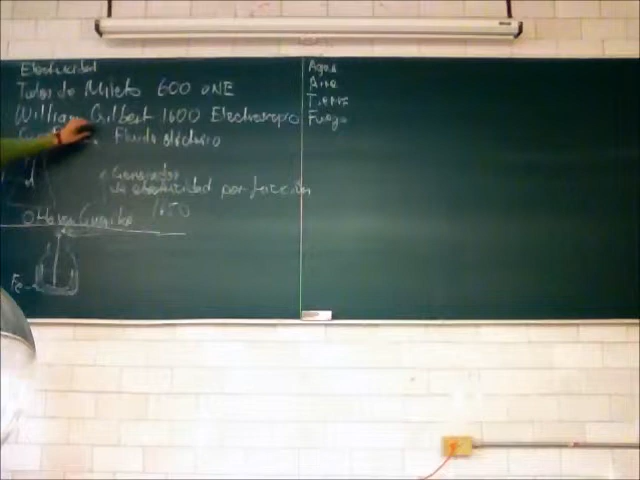 Electricidad
Tales de Mileto 600 aNE
William Gilbert 1600 Electroscopio
Fluido eléctrico
Generador
de electricidad por fricción
1650
Otto von Guericke
Fe
Agua
Aire
Tierra
Fuego